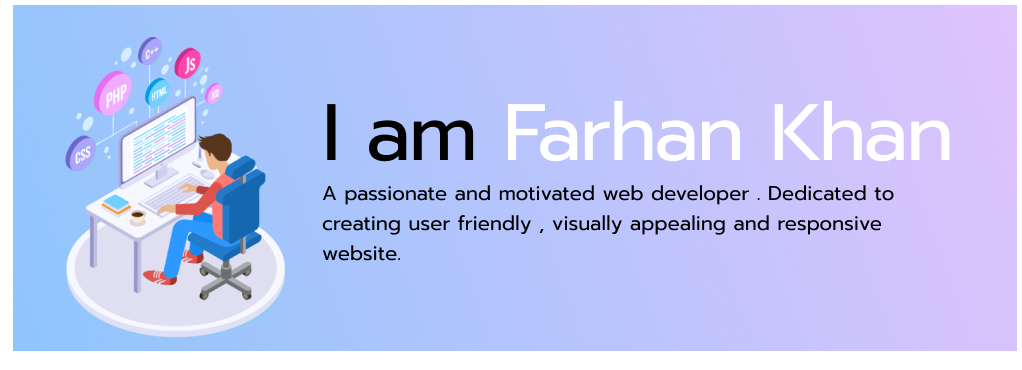 C++
JS
PHP
HTML
CSS
I am Farhan Khan
A passionate and motivated web developer . Dedicated to
creating user friendly , visually appealing and responsive
website.